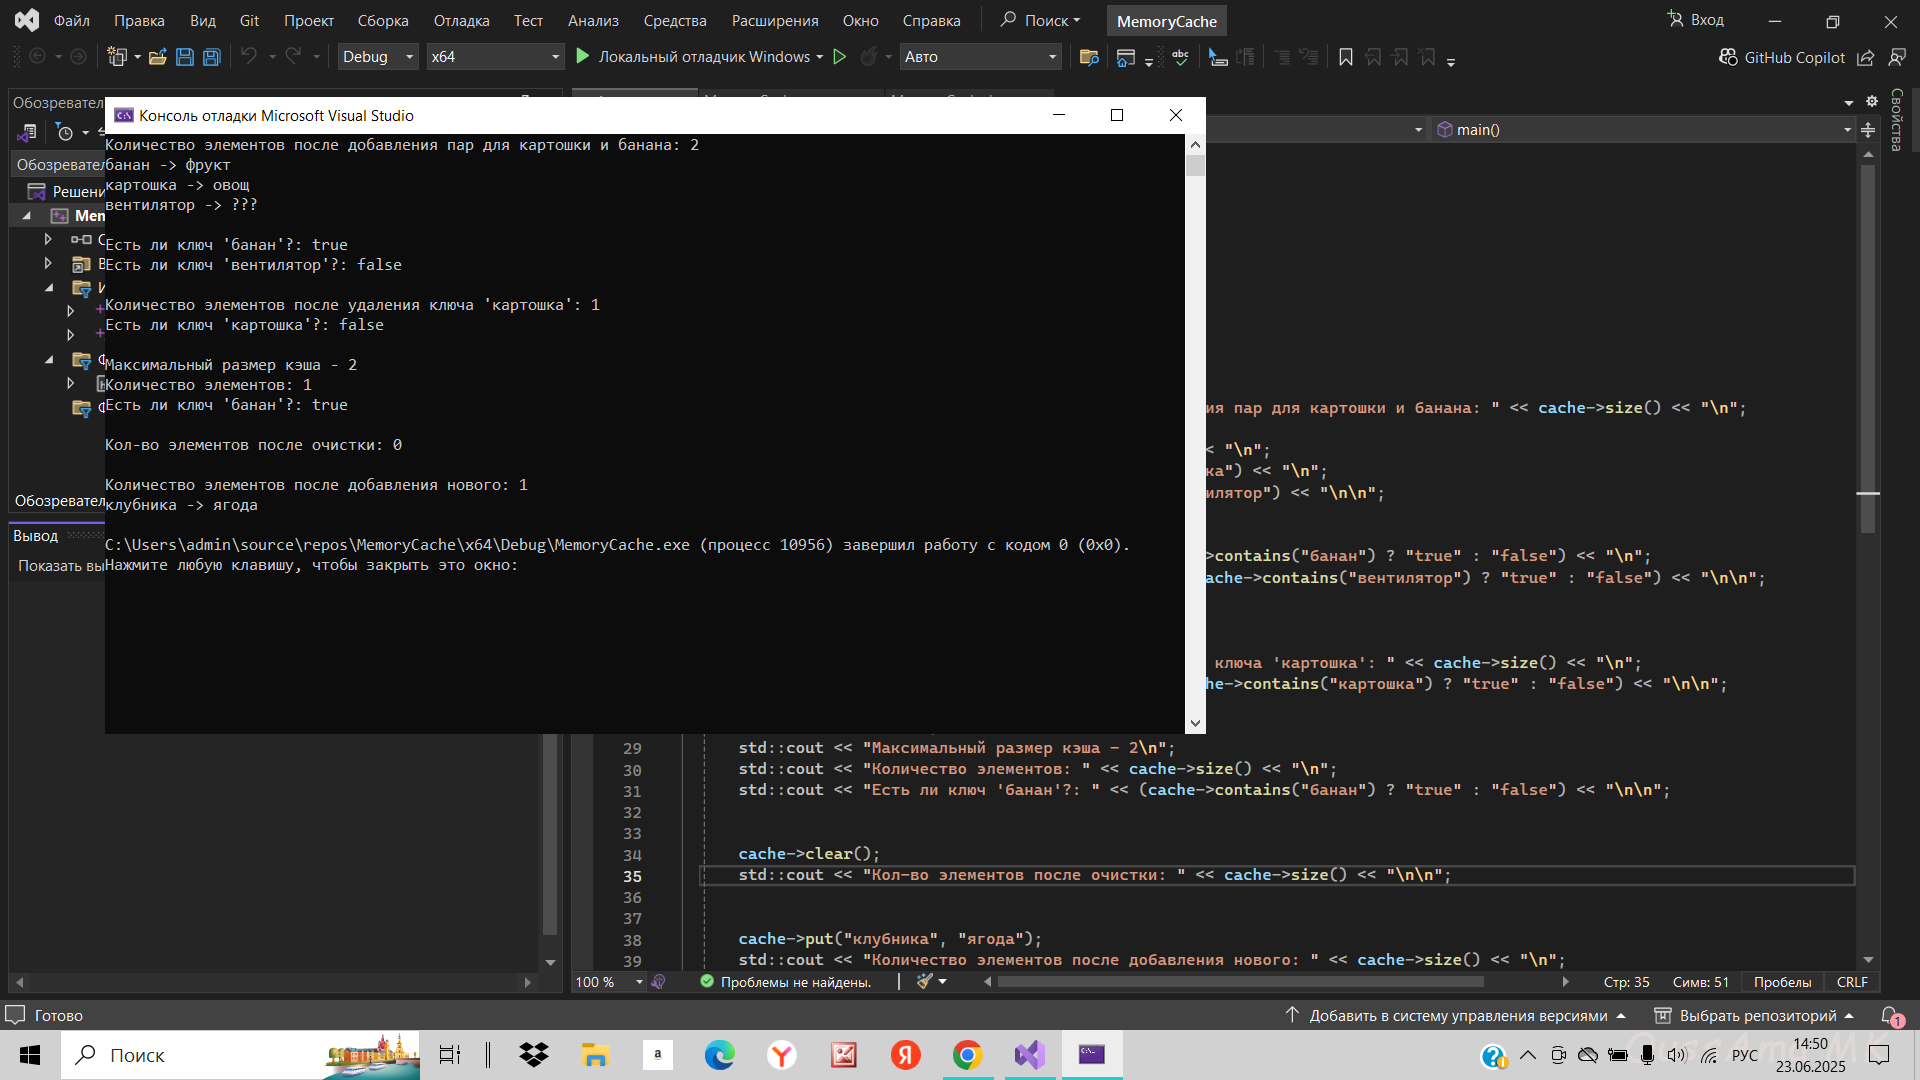 Файл Правка Вид Git Проект Сборка Отладка Тест Анализ Средства Расширения Окно Справка Поиск MemoryCache Вход
Debug x64 Локальный отладчик Windows Авто abc GitHub Copilot
Обозревател
Свойства
Консоль отладки Microsoft Visual Studio
main()
Количество элементов после добавления пар для картошки и банана: 2
банан -> фрукт
Обозревател
картошка -> овощ
Решени
вентилятор -> ???
Mem
Есть ли ключ 'банан'?: true
Есть ли ключ 'вентилятор'?: false
Количество элементов после удаления ключа 'картошка': 1
Есть ли ключ 'картошка'?: false
Максимальный размер кэша - 2
Количество элементов: 1
Есть ли ключ 'банан'?: true
Кол-во элементов после очистки: 0
Количество элементов после добавления нового: 1
клубника -> ягода
C:\Users\admin\source\repos\MemoryCache\x64\Debug\MemoryCache.exe (процесс 10956) завершил работу с кодом 0 (0x0).
Нажмите любую клавишу, чтобы закрыть это окно:
Обозревател
Вывод
Показать вы
ия пар для картошки и банана: " << cache->size() << "\n";
< "\n";
ка") << "\n";
илятор") << "\n\n";
>contains("банан") ? "true" : "false") << "\n";
ache->contains("вентилятор") ? "true" : "false") << "\n\n";
ключа 'картошка': " << cache->size() << "\n";
he->contains("картошка") ? "true" : "false") << "\n\n";
29 std::cout << "Максимальный размер кэша - 2\n";
30 std::cout << "Количество элементов: " << cache->size() << "\n";
31 std::cout << "Есть ли ключ 'банан'?: " << (cache->contains("банан") ? "true" : "false") << "\n\n";
32
33
34 cache->clear();
35 std::cout << "Кол-во элементов после очистки: " << cache->size() << "\n\n";
36
37
38 cache->put("клубника", "ягода");
39 std::cout << "Количество элементов после добавления нового: " << cache->size() << "\n";
100 % Проблемы не найдены. Стр: 35 Симв: 51 Пробелы CRLF
Готово Добавить в систему управления версиями Выбрать репозиторий 1
Поиск РУС 14:50
23.06.2025